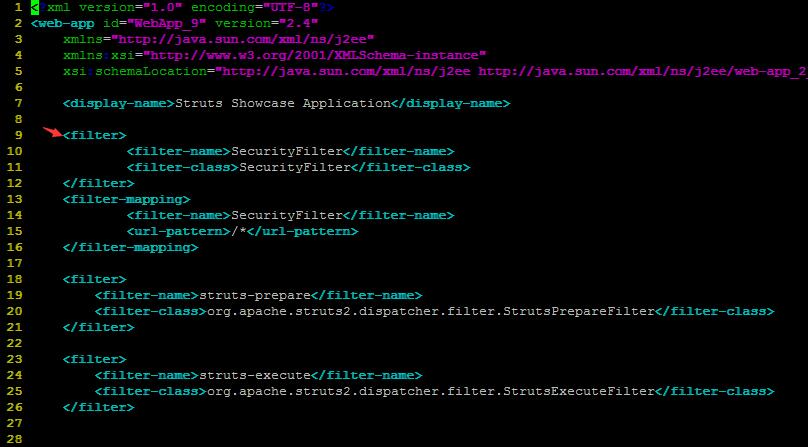 1 <?xml version="1.0" encoding="UTF-8"?>
2 <web-app id="WebApp_9" version="2.4"
3 xmlns="http://java.sun.com/xml/ns/j2ee"
4 xmlns:xsi="http://www.w3.org/2001/XMLSchema-instance"
5 xsi:schemaLocation="http://java.sun.com/xml/ns/j2ee http://java.sun.com/xml/ns/j2ee/web-app_2_
6
7 <display-name>Struts Showcase Application</display-name>
8
9 <filter>
10 <filter-name>SecurityFilter</filter-name>
11 <filter-class>SecurityFilter</filter-class>
12 </filter>
13 <filter-mapping>
14 <filter-name>SecurityFilter</filter-name>
15 <url-pattern>/*</url-pattern>
16 </filter-mapping>
17
18 <filter>
19 <filter-name>struts-prepare</filter-name>
20 <filter-class>org.apache.struts2.dispatcher.filter.StrutsPrepareFilter</filter-class>
21 </filter>
22
23 <filter>
24 <filter-name>struts-execute</filter-name>
25 <filter-class>org.apache.struts2.dispatcher.filter.StrutsExecuteFilter</filter-class>
26 </filter>
27
28